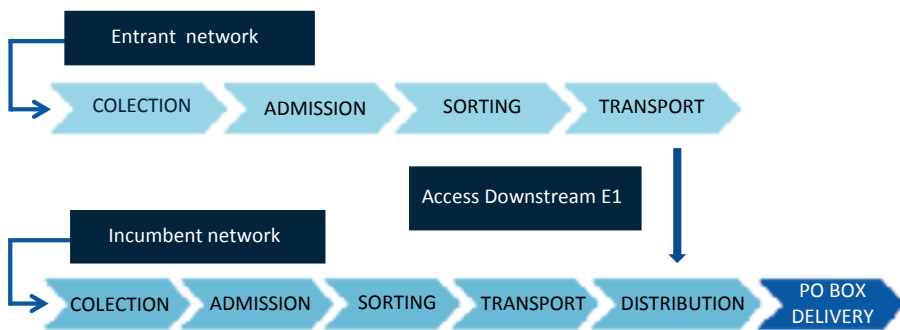 Entrant network
COLECTION
ADMISSION
SORTING
TRANSPORT
Access Downstream E1
Incumbent network
COLECTION
ADMISSION
SORTING
TRANSPORT
DISTRIBUTION
PO BOX
DELIVERY